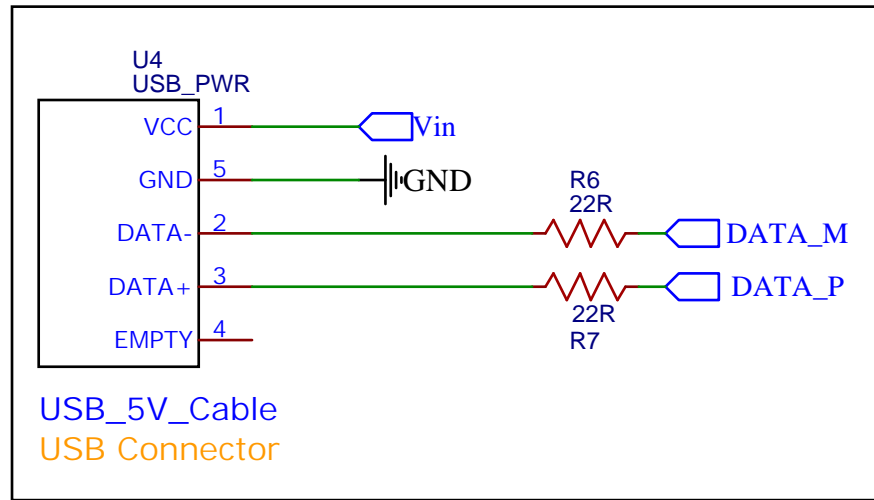 U4
USB_PWR
VCC 1 Vin
GND 5 GND
R6
22R
DATA- 2 DATA_M
DATA+ 3 DATA_P
22R
R7
EMPTY 4
USB_5V_Cable
USB Connector